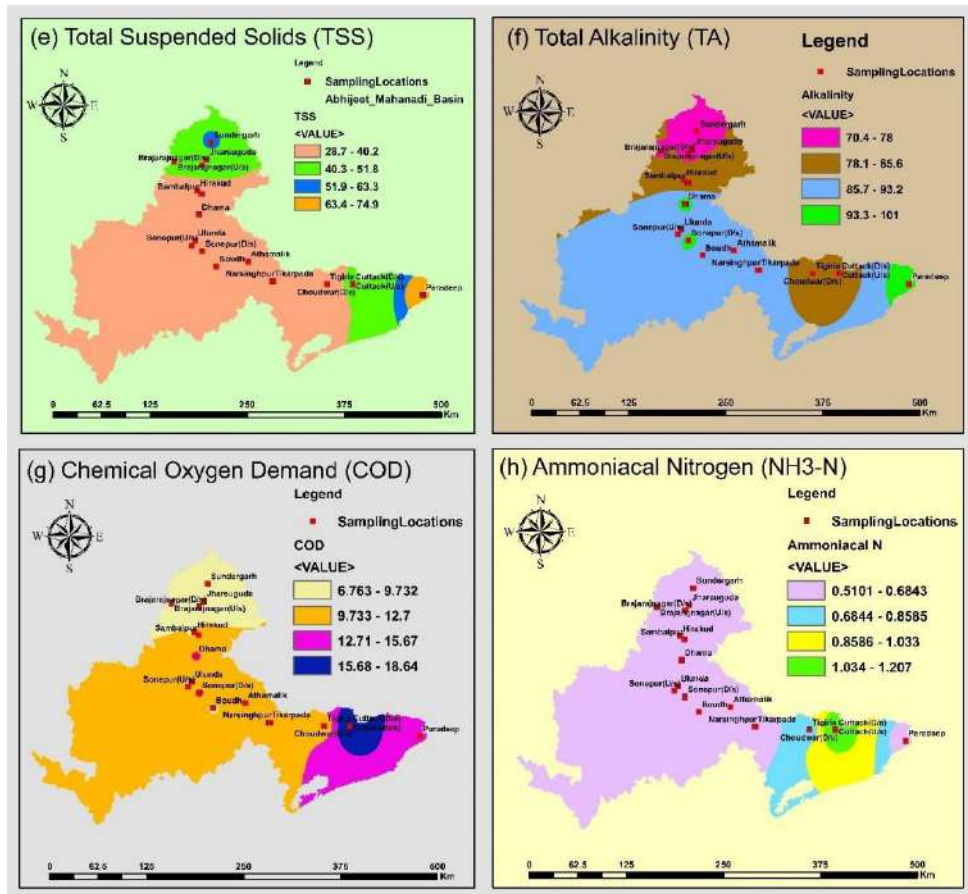 (e) Total Suspended Solids (TSS)
Legend
SamplingLocations
Abhijeet_Mahanadi_Basin
TSS
<VALUE>
28.7 - 40.2
40.3 - 51.8
51.9 - 63.3
63.4 - 74.9
N
W
E
S
Sundergarh
Jharsuguda
Brajarajnagar(U/s)
Hirakud
Sambalpur
Dhama
Ulunda
Sonepur(U/s)
Sonepur(D/s)
Athamalik
Boudh
NarsinghpurTikarpada
Tigiria
Cuttack(D/s)
Cuttack(U/s)
Choudwar(D/s)
Paradeep
0
62.5
125
250
375
500
Km
(f) Total Alkalinity (TA)
Legend
SamplingLocations
Alkalinity
<VALUE>
70.4 - 78
78.1 - 85.6
85.7 - 93.2
93.3 - 101
N
W
E
S
Sundergarh
Jharsuguda
Brajarajnagar(D/s)
Brajarajnagar(U/s)
Hirakud
Sambalpur
Dhama
Ulunda
Sonepur(U/s)
Sonepur(D/s)
Athamalik
Boudh
NarsinghpurTikarpada
Tigiria
Cuttack(D/s)
Cuttack(U/s)
Choudwar(D/s)
Paradeep
0
62.5
125
250
375
500
Km
(g) Chemical Oxygen Demand (COD)
Legend
SamplingLocations
COD
<VALUE>
6.763 - 9.732
9.733 - 12.7
12.71 - 15.67
15.68 - 18.64
N
W
E
S
Sundergarh
Jharsuguda
Brajarajnagar(D/s)
Brajarajnagar(U/s)
Hirakud
Sambalpur
Dhama
Ulunda
Sonepur(U/s)
Sonepur(D/s)
Athamalik
Boudh
NarsinghpurTikarpada
Paradeep
0
62.5
125
250
375
500
Km
(h) Ammoniacal Nitrogen (NH3-N)
Legend
SamplingLocations
Ammoniacal N
<VALUE>
0.5101 - 0.6843
0.6844 - 0.8585
0.8586 - 1.033
1.034 - 1.207
N
W
E
S
Sundergarh
Jharsuguda
Brajarajnagar(D/s)
Brajarajnagar(U/s)
Hirakud
Sambalpur
Dhama
Ulunda
Sonepur(U/s)
Sonepur(D/s)
Athamalik
Boudh
NarsinghpurTikarpada
Tigiria
Cuttack(D/s)
Cuttack(U/s)
Choudwar(D/s)
Paradeep
0
62.5
125
250
375
500
Km